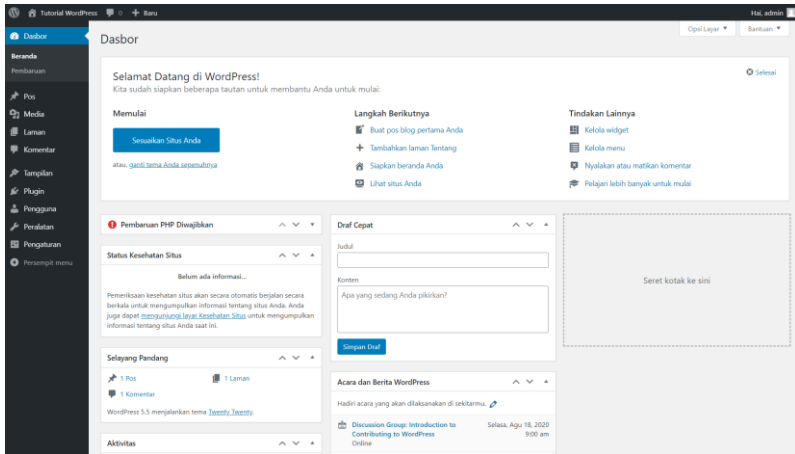 Tutorial WordPress 0 + Baru
Hai, admin
Dasbor
Beranda
Pembaruan
Pos
Media
Laman
Komentar
Tampilan
Plugin
Pengguna
Peralatan
Pengaturan
Persempit menu
Opsi Layar
Bantuan
Dasbor
Selamat Datang di WordPress!
Kita sudah siapkan beberapa tautan untuk membantu Anda untuk mulai:
Selesai
Memulai
Sesuaikan Situs Anda
atau, ganti tema Anda sepenuhnya
Langkah Berikutnya
Buat pos blog pertama Anda
Tambahkan laman Tentang
Siapkan beranda Anda
Lihat situs Anda
Tindakan Lainnya
Kelola widget
Kelola menu
Nyalakan atau matikan komentar
Pelajari lebih banyak untuk mulai
Pembaruan PHP Diwajibkan
Status Kesehatan Situs
Belum ada informasi...
Pemeriksaan kesehatan situs akan secara otomatis berjalan secara
berkala untuk mengumpulkan informasi tentang situs Anda. Anda
juga dapat mengunjungi layar Kesehatan Situs untuk mengumpulkan
informasi tentang situs Anda saat ini.
Selayang Pandang
1 Pos
1 Laman
1 Komentar
WordPress 5.5 menjalankan tema Twenty Twenty.
Aktivitas
Draf Cepat
Judul
Konten
Apa yang sedang Anda pikirkan?
Simpan Draf
Acara dan Berita WordPress
Hadiri acara yang akan dilaksanakan di sekitarmu.
Discussion Group: Introduction to
Contributing to WordPress
Online
Selasa, Agu 18, 2020
9:00 am
Seret kotak ke sini